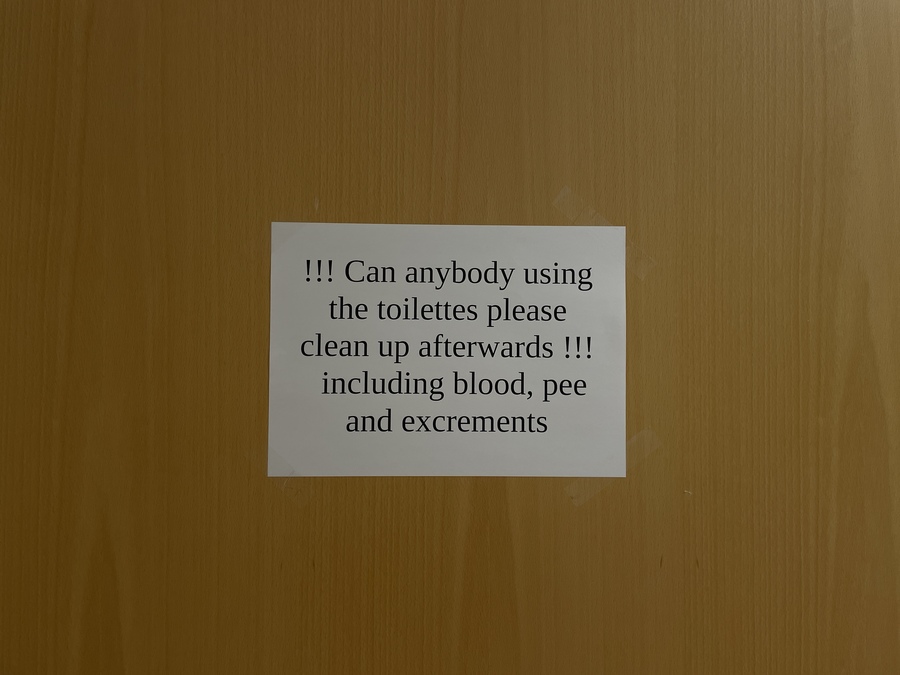 !!! Can anybody using
the toilettes please
clean up afterwards !!!
including blood, pee
and excrements